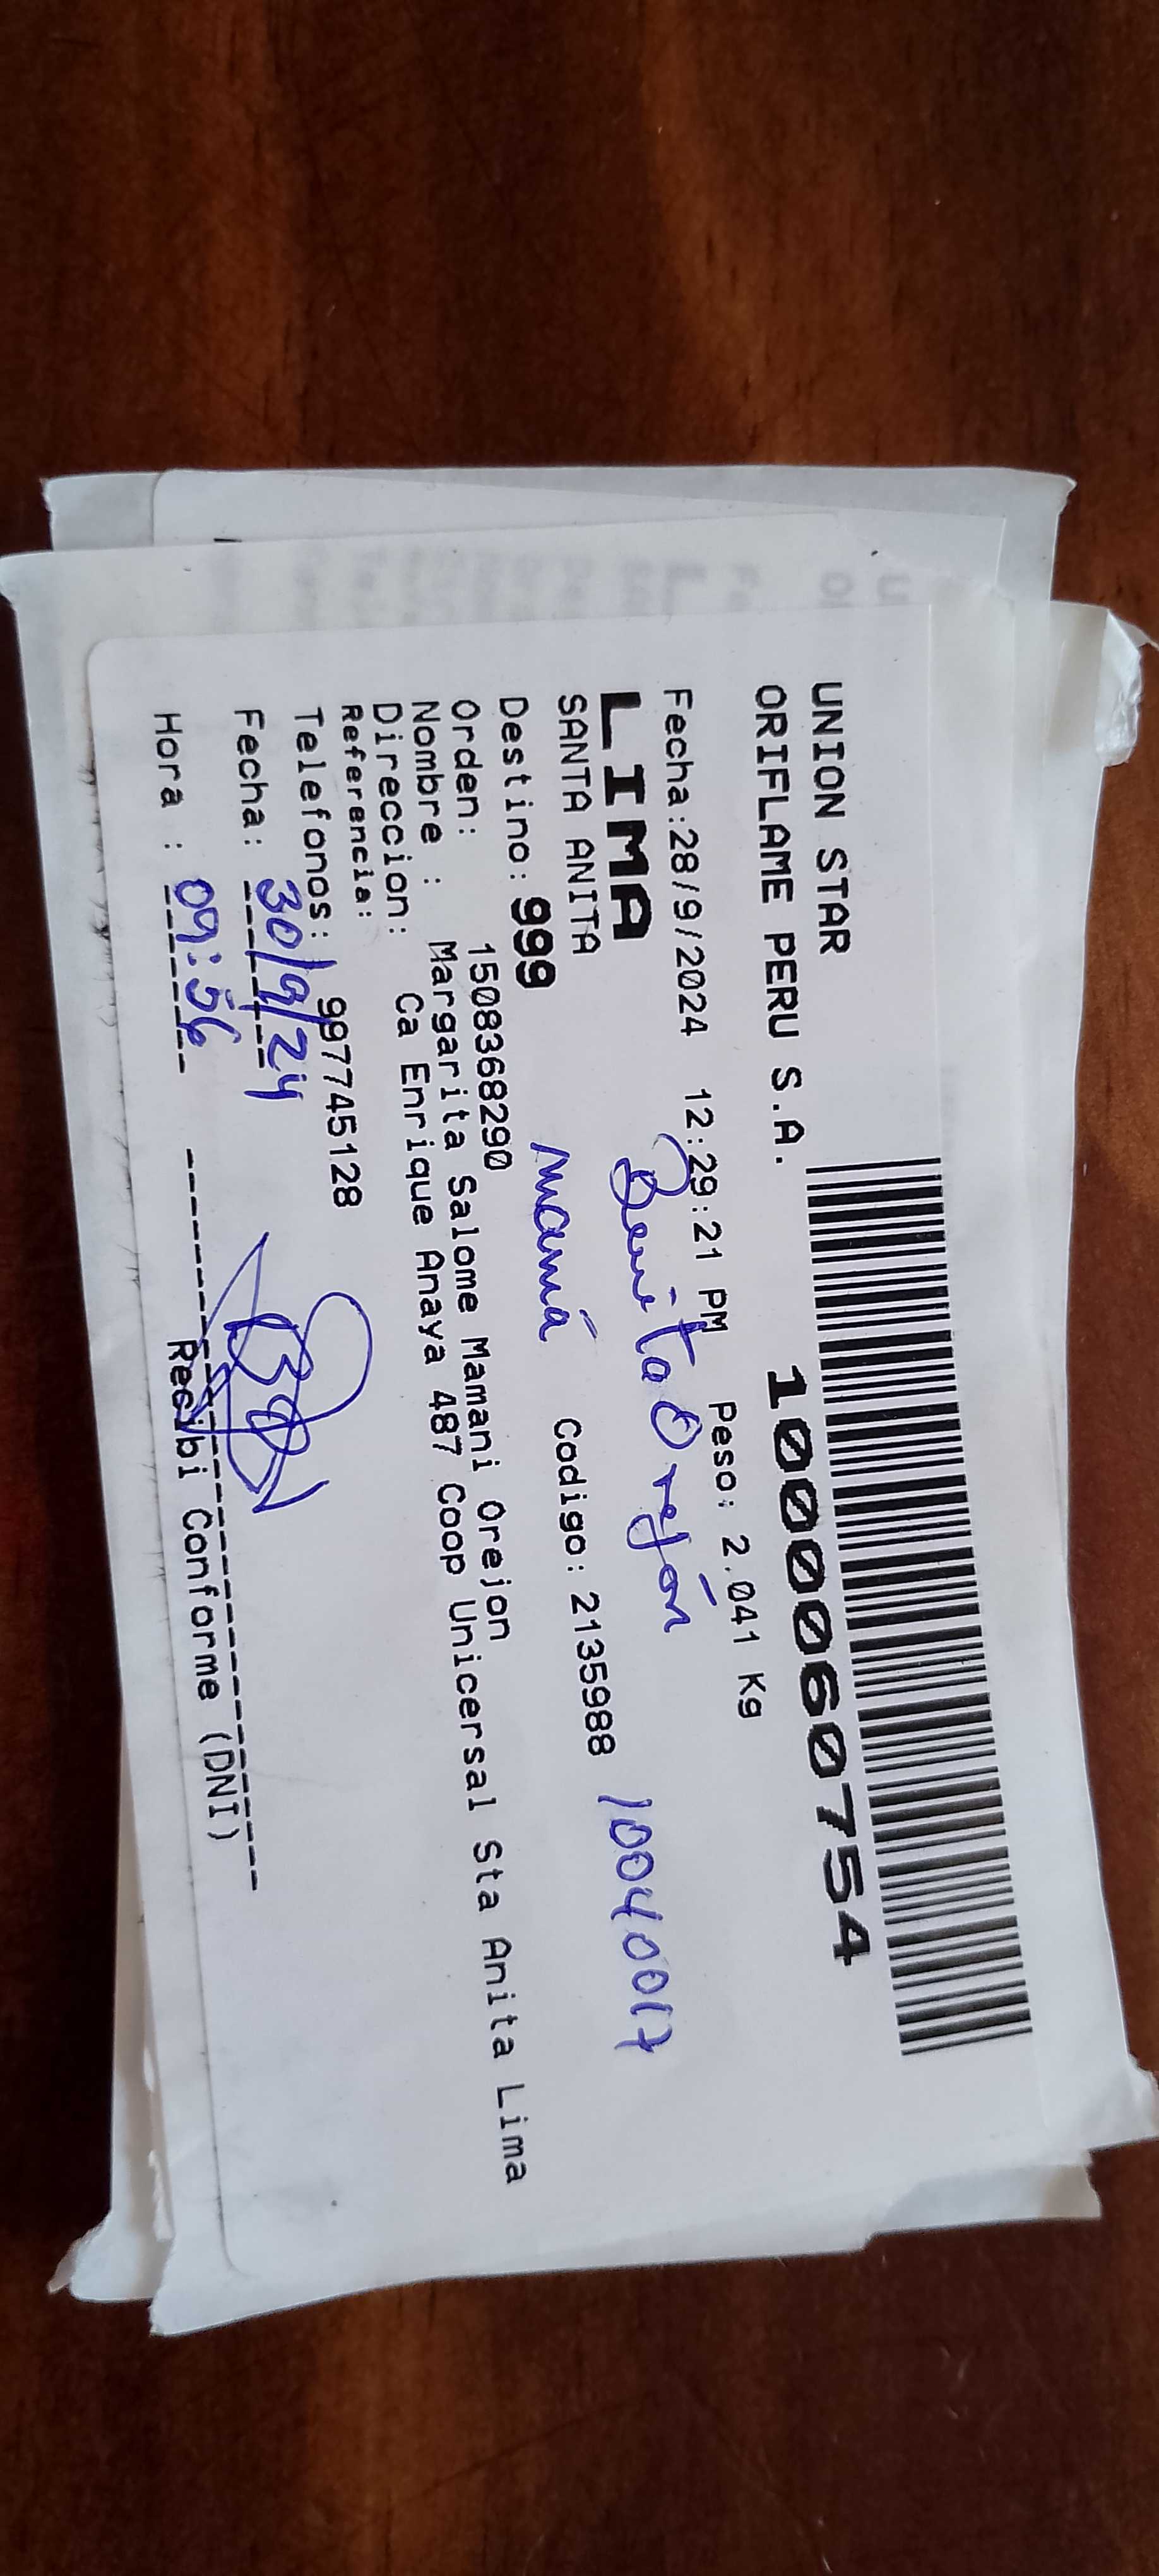 UNION STAR
ORIFLAME PERU S.A.
1000060754
Fecha:28/9/2024 12:29:21 PM Peso: 2.041 Kg
LIMA Benita Orejón
SANTA ANITA
Destino: 999 mamá Codigo: 2135988 10040017
Orden: 1508368290
Nombre : Margarita Salome Mamani Orejon
Direccion: Ca Enrique Anaya 487 Coop Unicersal Sta Anita Lima
Referencia:
Telefonos: 997745128
Fecha: 30/9/24
Hora : 09:56
Recibi Conforme (DNI)